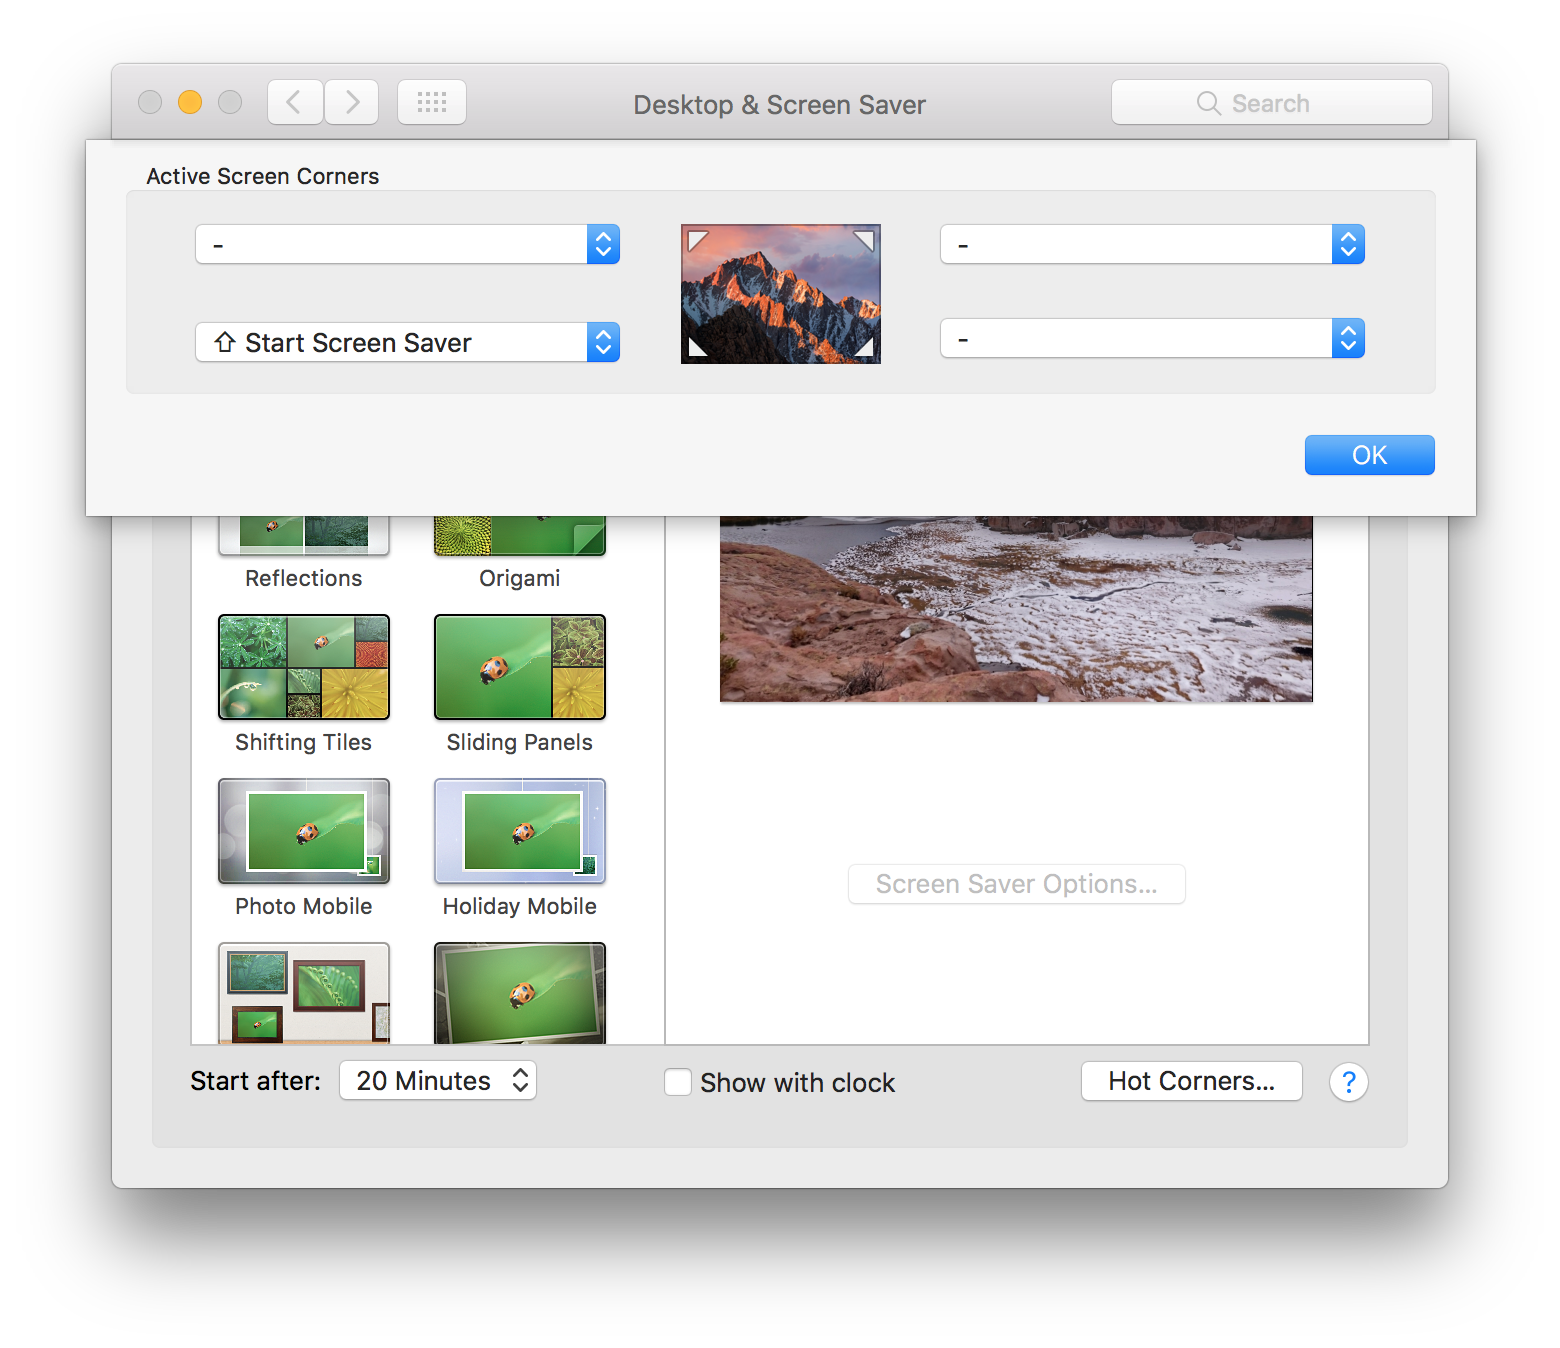 Desktop & Screen Saver
Search
Active Screen Corners
-
-
⇧ Start Screen Saver
-
OK
Reflections
Origami
Shifting Tiles
Sliding Panels
Photo Mobile
Holiday Mobile
Screen Saver Options...
Start after: 20 Minutes
Show with clock
Hot Corners...
?